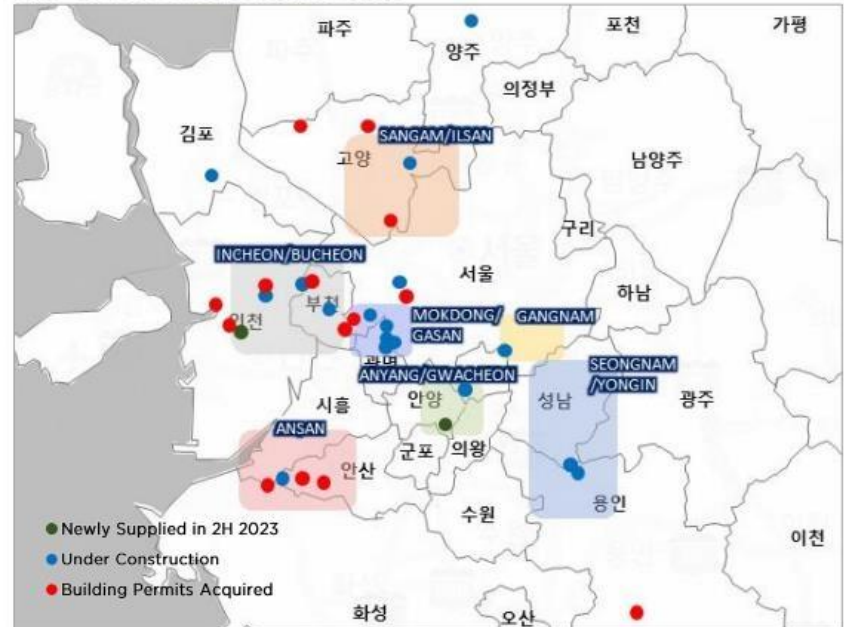 파주
포천
가평
양주
의정부
김포
SANGAM/ILSAN
고양
남양주
구리
INCHEON/BUCHEON
서울
하남
부천
인천
MOKDONG/
GASAN
GANGNAM
광명
ANYANG/GWACHEON
SEONGNAM
/YONGIN
시흥
안양
성남
광주
ANSAN
군포
의왕
안산
용인
수원
Newly Supplied in 2H 2023
이천
Under Construction
Building Permits Acquired
화성
오산